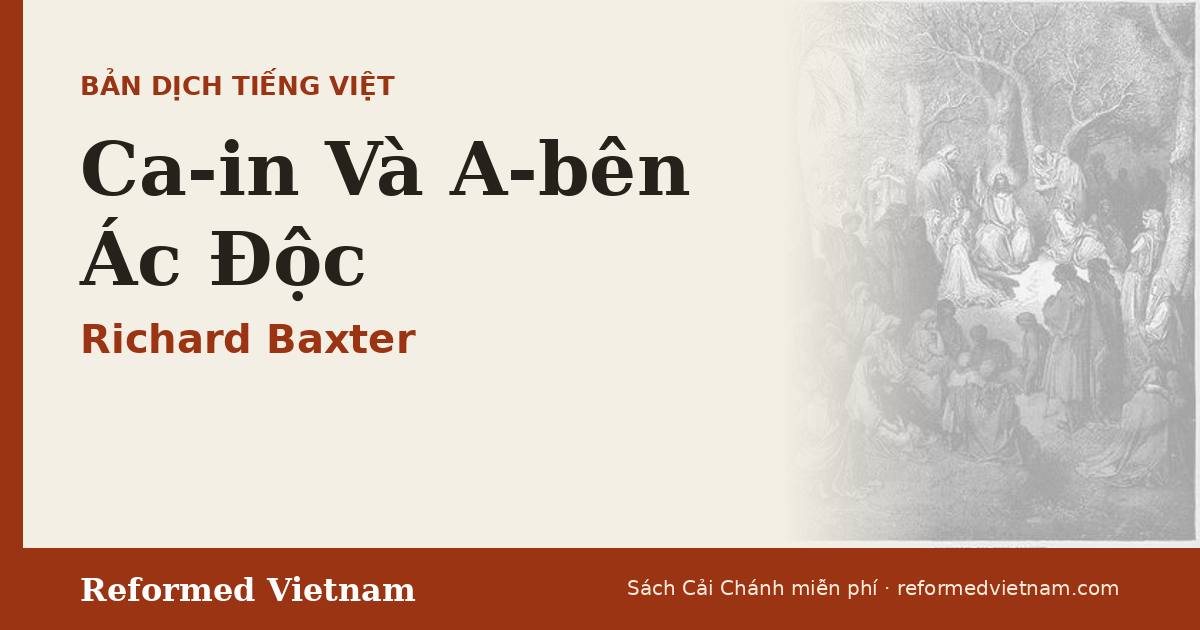 BẢN DỊCH TIẾNG VIỆT
Ca-in Và A-bên
Ác Độc
Richard Baxter
Reformed Vietnam
Sách Cải Chánh miễn phí · reformedvietnam.com